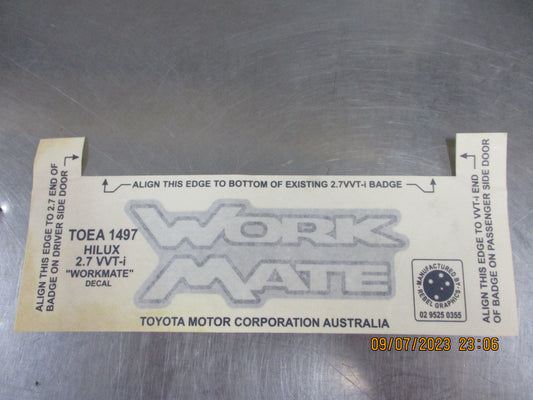 ALIGN THIS EDGE TO BOTTOM OF EXISTING 2.7VVT-i BADGE
ALIGN THIS EDGE TO 2.7 END OF
BADGE ON DRIVER SIDE DOOR
TOEA 1497
HILUX
2.7 VVT-i
"WORKMATE"
DECAL
WORK
MATE
MANUFACTURED BY
REBEL GRAPHICS
02 9525 0355
ALIGN THIS EDGE TO VVT-i END
OF BADGE ON PASSENGER SIDE DOOR
TOYOTA MOTOR CORPORATION AUSTRALIA
09/07/2023 23:06